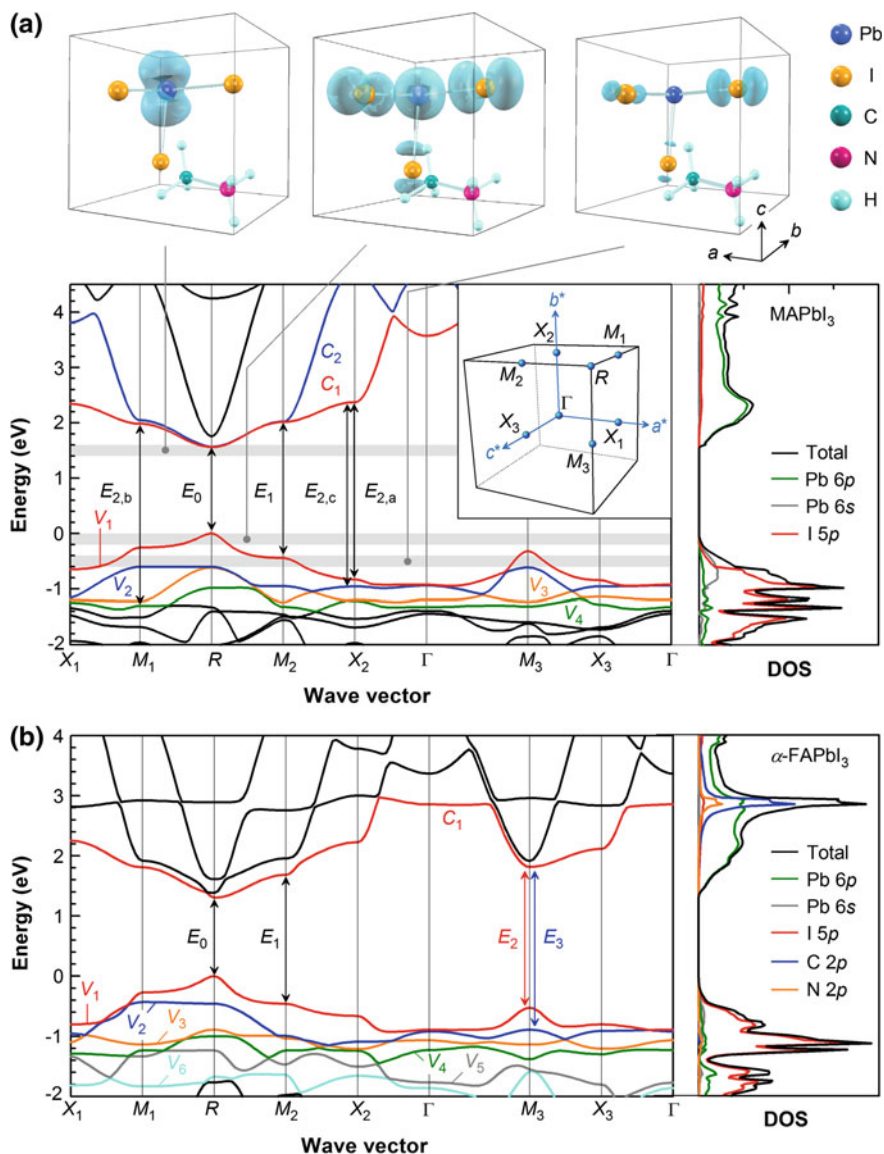 (a)
Pb
I
C
N
H
c
b
a
4
3
2
1
0
-1
-2
Energy (eV)
C2
C1
E2,b
E0
E1
E2,c
E2,a
V1
V2
V3
V4
b*
X2
M1
M2
R
Γ
X3
X1
a*
c*
M3
MAPbI3
Total
Pb 6p
Pb 6s
I 5p
X1 M1 R M2 X2 Γ M3 X3 Γ
Wave vector
DOS
(b)
4
3
2
1
0
-1
-2
Energy (eV)
C1
E0
E1
E2
E3
V1
V2
V3
V4
V5
V6
α-FAPbI3
Total
Pb 6p
Pb 6s
I 5p
C 2p
N 2p
X1 M1 R M2 X2 Γ M3 X3 Γ
Wave vector
DOS